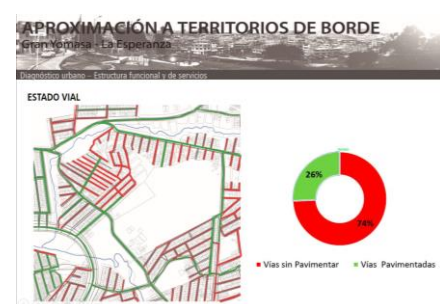 APROXIMACIÓN A TERRITORIOS DE BORDE
Gran Yomasa - La Esperanza
Diagnóstico urbano – Estructura funcional y de servicios
ESTADO VIAL
26%
74%
Vías sin Pavimentar
Vías Pavimentadas